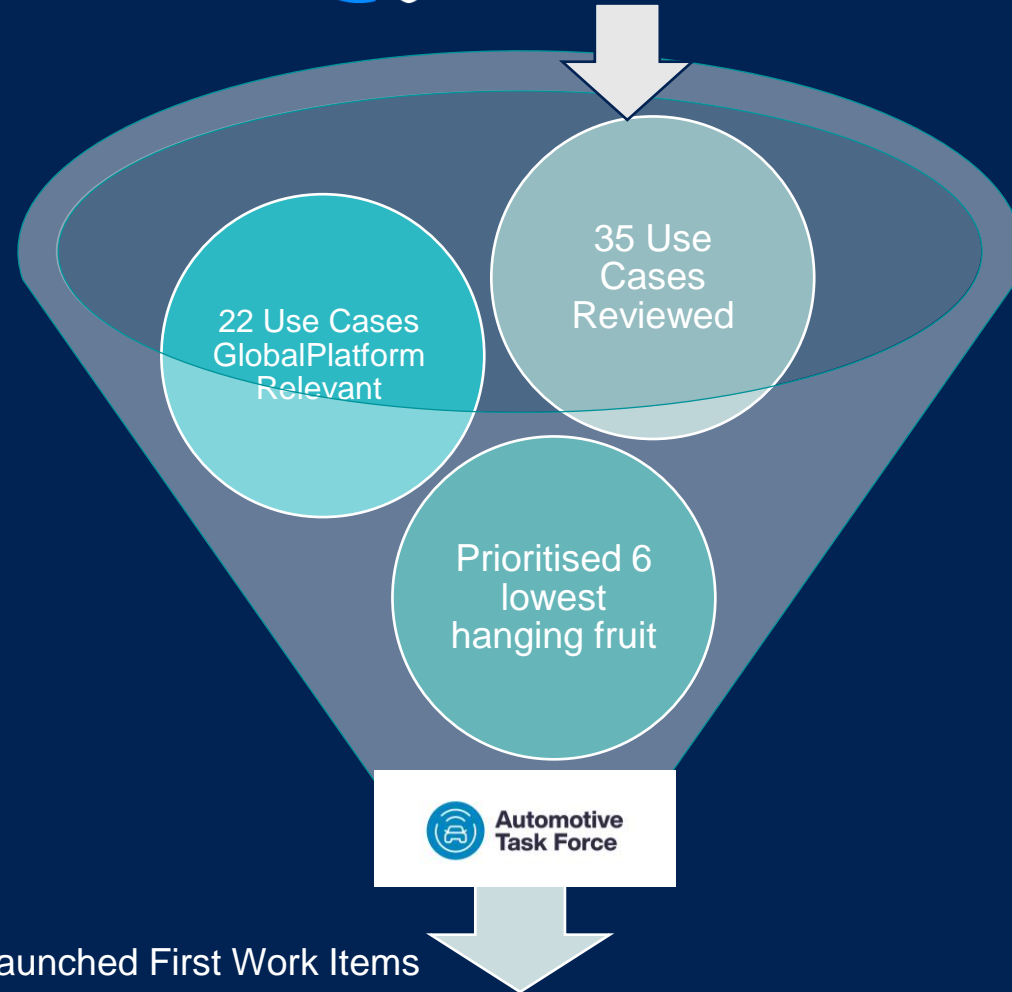 35 Use
Cases
Reviewed
22 Use Cases
GlobalPlatform
Relevant
Prioritised 6
lowest
hanging fruit
Automotive
Task Force
aunched First Work Items